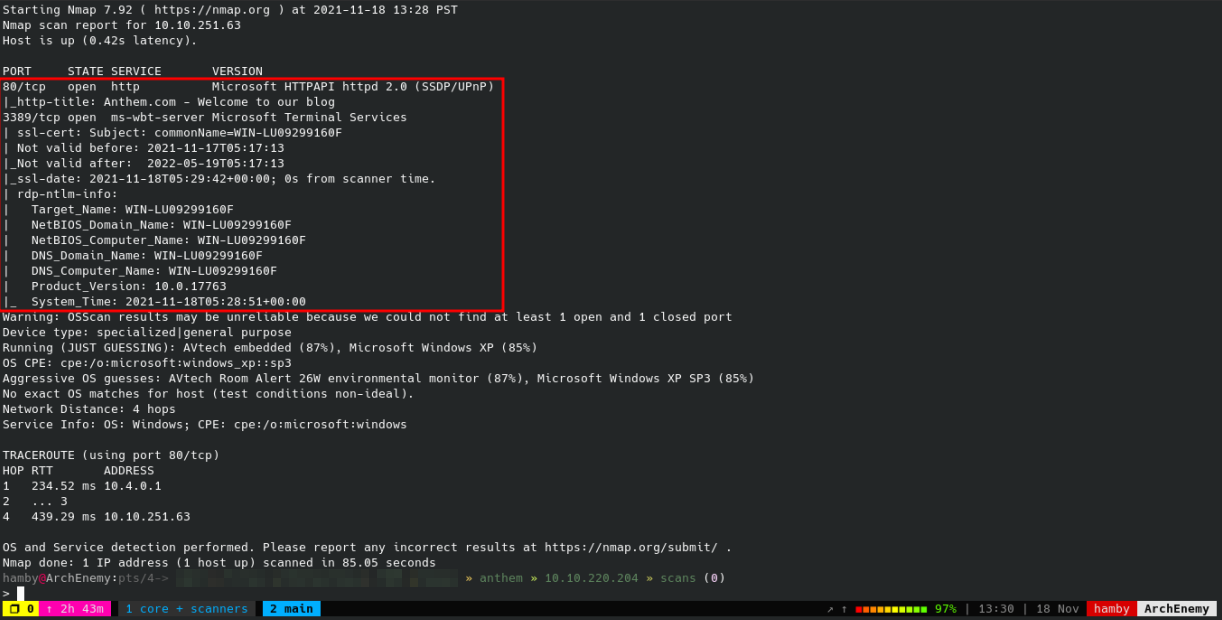 Starting Nmap 7.92 ( https://nmap.org ) at 2021-11-18 13:28 PST
Nmap scan report for 10.10.251.63
Host is up (0.42s latency).
PORT     STATE SERVICE       VERSION
80/tcp   open  http          Microsoft HTTPAPI httpd 2.0 (SSDP/UPnP)
|_http-title: Anthem.com - Welcome to our blog
3389/tcp open  ms-wbt-server Microsoft Terminal Services
| ssl-cert: Subject: commonName=WIN-LU09299160F
| Not valid before: 2021-11-17T05:17:13
|_Not valid after:  2022-05-19T05:17:13
|_ssl-date: 2021-11-18T05:29:42+00:00; 0s from scanner time.
| rdp-ntlm-info:
|   Target_Name: WIN-LU09299160F
|   NetBIOS_Domain_Name: WIN-LU09299160F
|   NetBIOS_Computer_Name: WIN-LU09299160F
|   DNS_Domain_Name: WIN-LU09299160F
|   DNS_Computer_Name: WIN-LU09299160F
|   Product_Version: 10.0.17763
|_  System_Time: 2021-11-18T05:28:51+00:00
Warning: OSScan results may be unreliable because we could not find at least 1 open and 1 closed port
Device type: specialized|general purpose
Running (JUST GUESSING): AVtech embedded (87%), Microsoft Windows XP (85%)
OS CPE: cpe:/o:microsoft:windows_xp::sp3
Aggressive OS guesses: AVtech Room Alert 26W environmental monitor (87%), Microsoft Windows XP SP3 (85%)
No exact OS matches for host (test conditions non-ideal).
Network Distance: 4 hops
Service Info: OS: Windows; CPE: cpe:/o:microsoft:windows
TRACEROUTE (using port 80/tcp)
HOP RTT       ADDRESS
1   234.52 ms 10.4.0.1
2   ... 3
4   439.29 ms 10.10.251.63
OS and Service detection performed. Please report any incorrect results at https://nmap.org/submit/ .
Nmap done: 1 IP address (1 host up) scanned in 85.05 seconds
hamby@ArchEnemy:pts/4-> » anthem » 10.10.220.204 » scans (0)
>
0 ↑ 2h 43m 1 core + scanners 2 main ↗ ↑ 97% | 13:30 | 18 Nov hamby ArchEnemy